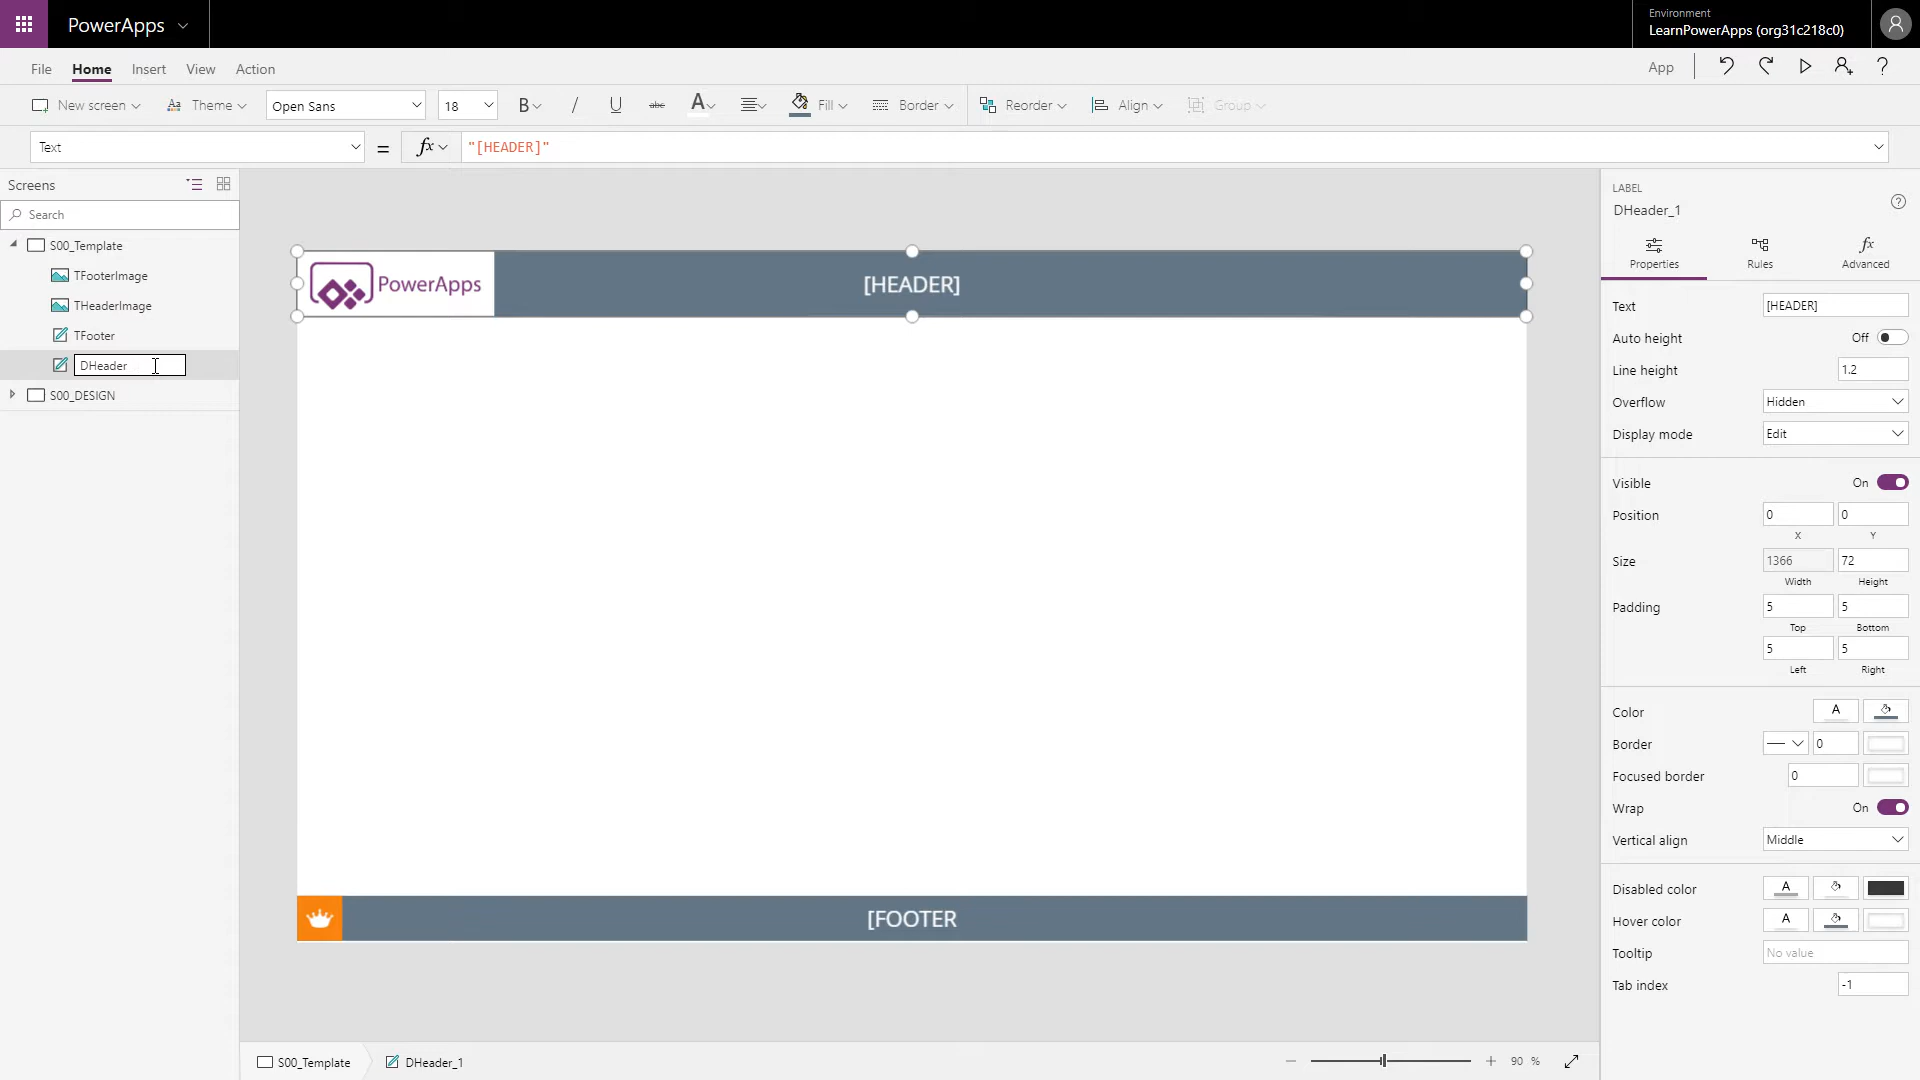 PowerApps
Environment
LearnPowerApps (org31c218c0)
File Home Insert View Action
App
New screen Theme Open Sans 18 B / U abc A Fill Border Reorder Align Group
Text = fx "[HEADER]"
Screens
Search
S00_Template
TFooterImage
THeaderImage
TFooter
DHeader
S00_DESIGN
PowerApps
[HEADER]
[FOOTER
LABEL
DHeader_1
Properties Rules Advanced
Text [HEADER]
Auto height Off
Line height 1.2
Overflow Hidden
Display mode Edit
Visible On
Position 0 0
X Y
Size 1366 72
Width Height
Padding 5 5
Top Bottom
5 5
Left Right
Color A
Border 0
Focused border 0
Wrap On
Vertical align Middle
Disabled color A
Hover color A
Tooltip No value
Tab index -1
S00_Template DHeader_1
90 %